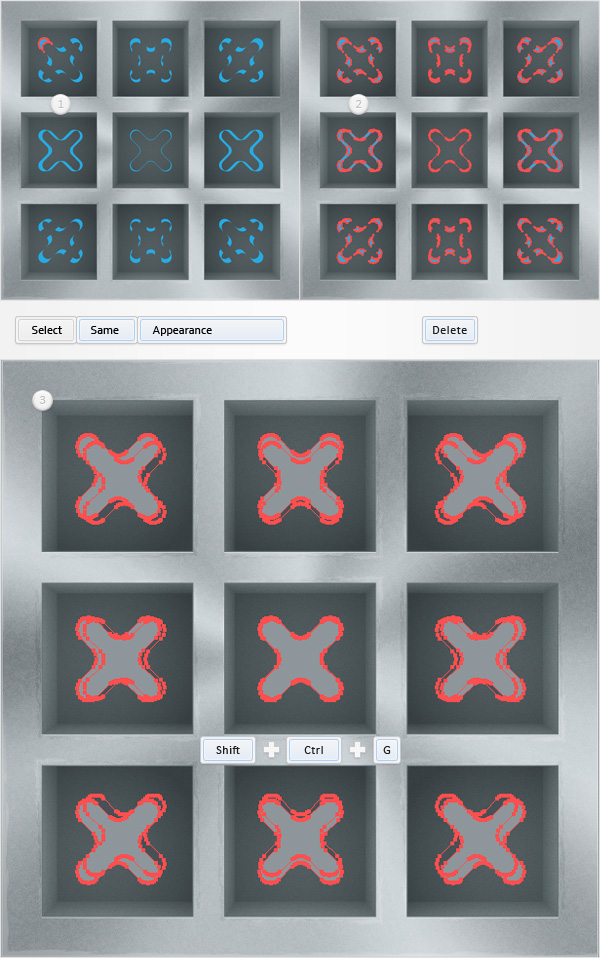 1
2
Select Same Appearance
Delete
3
Shift + Ctrl + G